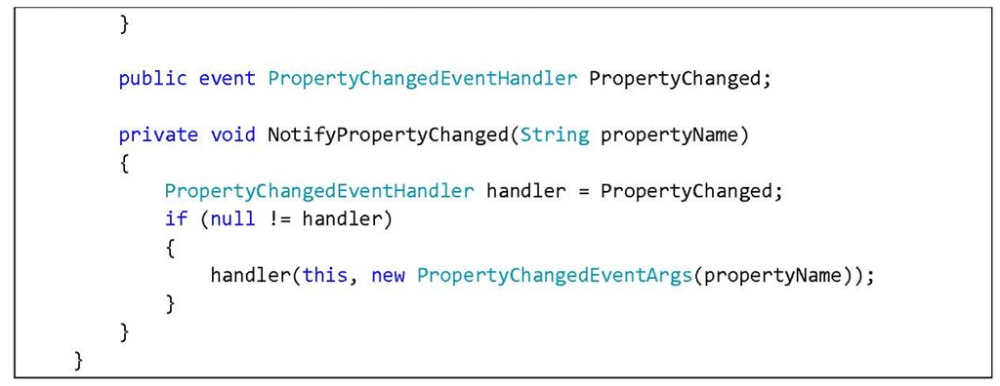 }
public event PropertyChangedEventHandler PropertyChanged;
private void NotifyPropertyChanged(String propertyName)
{
PropertyChangedEventHandler handler = PropertyChanged;
if (null != handler)
{
handler(this, new PropertyChangedEventArgs(propertyName));
}
}
}